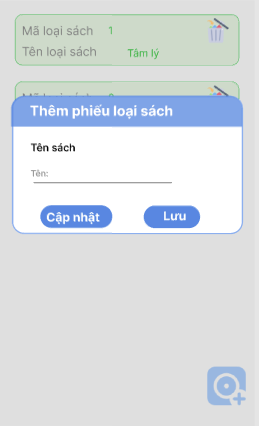 Mã loại sách 1
Tên loại sách Tâm lý
Thêm phiếu loại sách
Tên sách
Tên:
Cập nhật Lưu